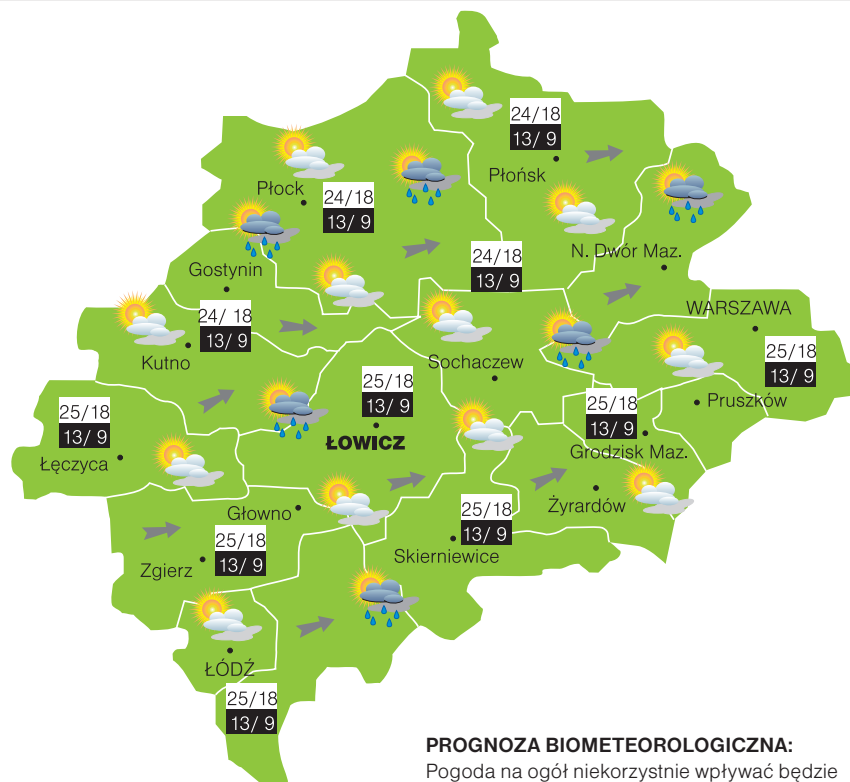 24/18
13/ 9
Płońsk
Płock
24/18
13/ 9
N. Dwór Maz.
Gostynin
24/18
13/ 9
WARSZAWA
24/ 18
13/ 9
Kutno
Sochaczew
25/18
13/ 9
25/18
13/ 9
Pruszków
25/18
13/ 9
25/18
13/ 9
ŁOWICZ
Grodzisk Maz.
Łęczyca
Żyrardów
Głowno
25/18
13/ 9
Skierniewice
25/18
13/ 9
Zgierz
ŁÓDŹ
25/18
13/ 9
PROGNOZA BIOMETEOROLOGICZNA:
Pogoda na ogół niekorzystnie wpływać będzie